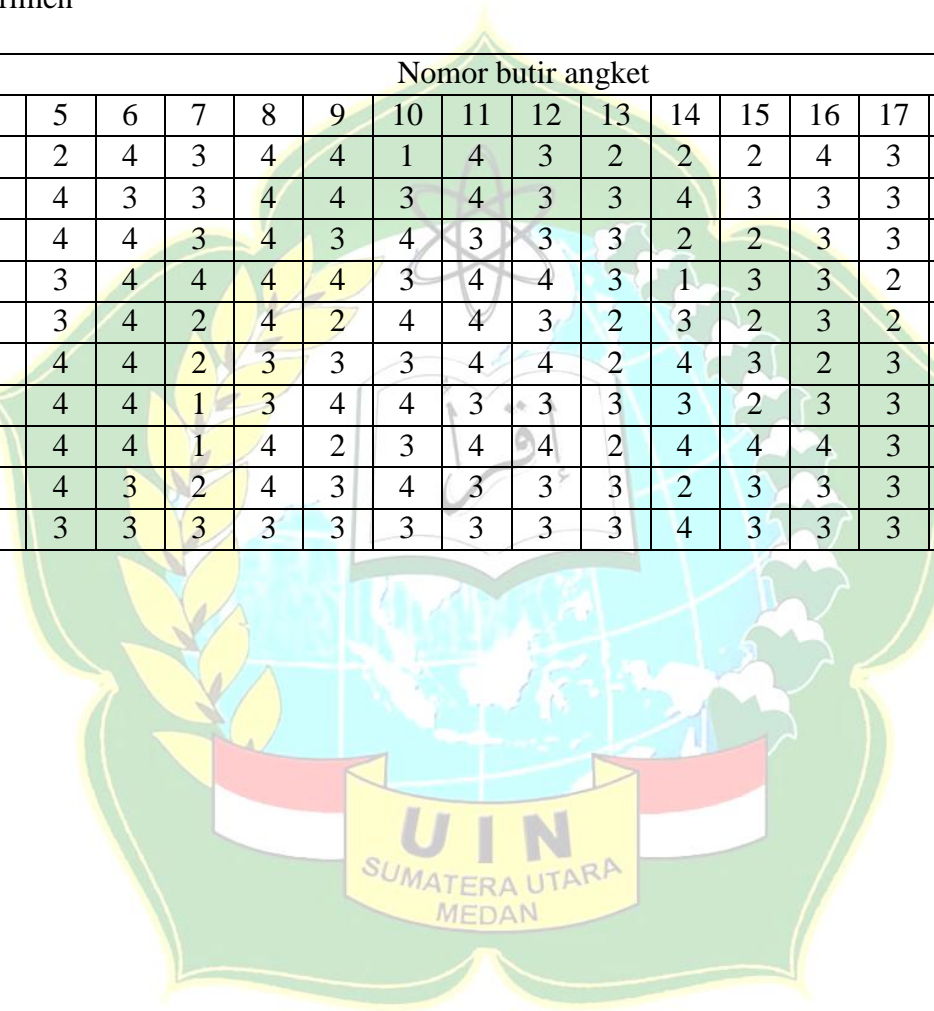 Nomor butir angket
5 6 7 8 9 10 11 12 13 14 15 16 17
2 4 3 4 4 1 4 3 2 2 2 4 3
4 3 3 4 4 3 4 3 3 4 3 3 3
4 4 3 4 3 4 3 3 3 2 2 3 3
3 4 4 4 4 3 4 4 3 1 3 3 2
3 4 2 4 2 4 4 3 2 3 2 3 2
4 4 2 3 3 3 4 4 2 4 3 2 3
4 4 1 3 4 4 3 3 3 3 2 3 3
4 4 1 4 2 3 4 4 2 4 4 4 3
4 3 2 4 3 4 3 3 3 2 3 3 3
3 3 3 3 3 3 3 3 3 4 3 3 3
إقرأ
UIN
SUMATERA UTARA
MEDAN